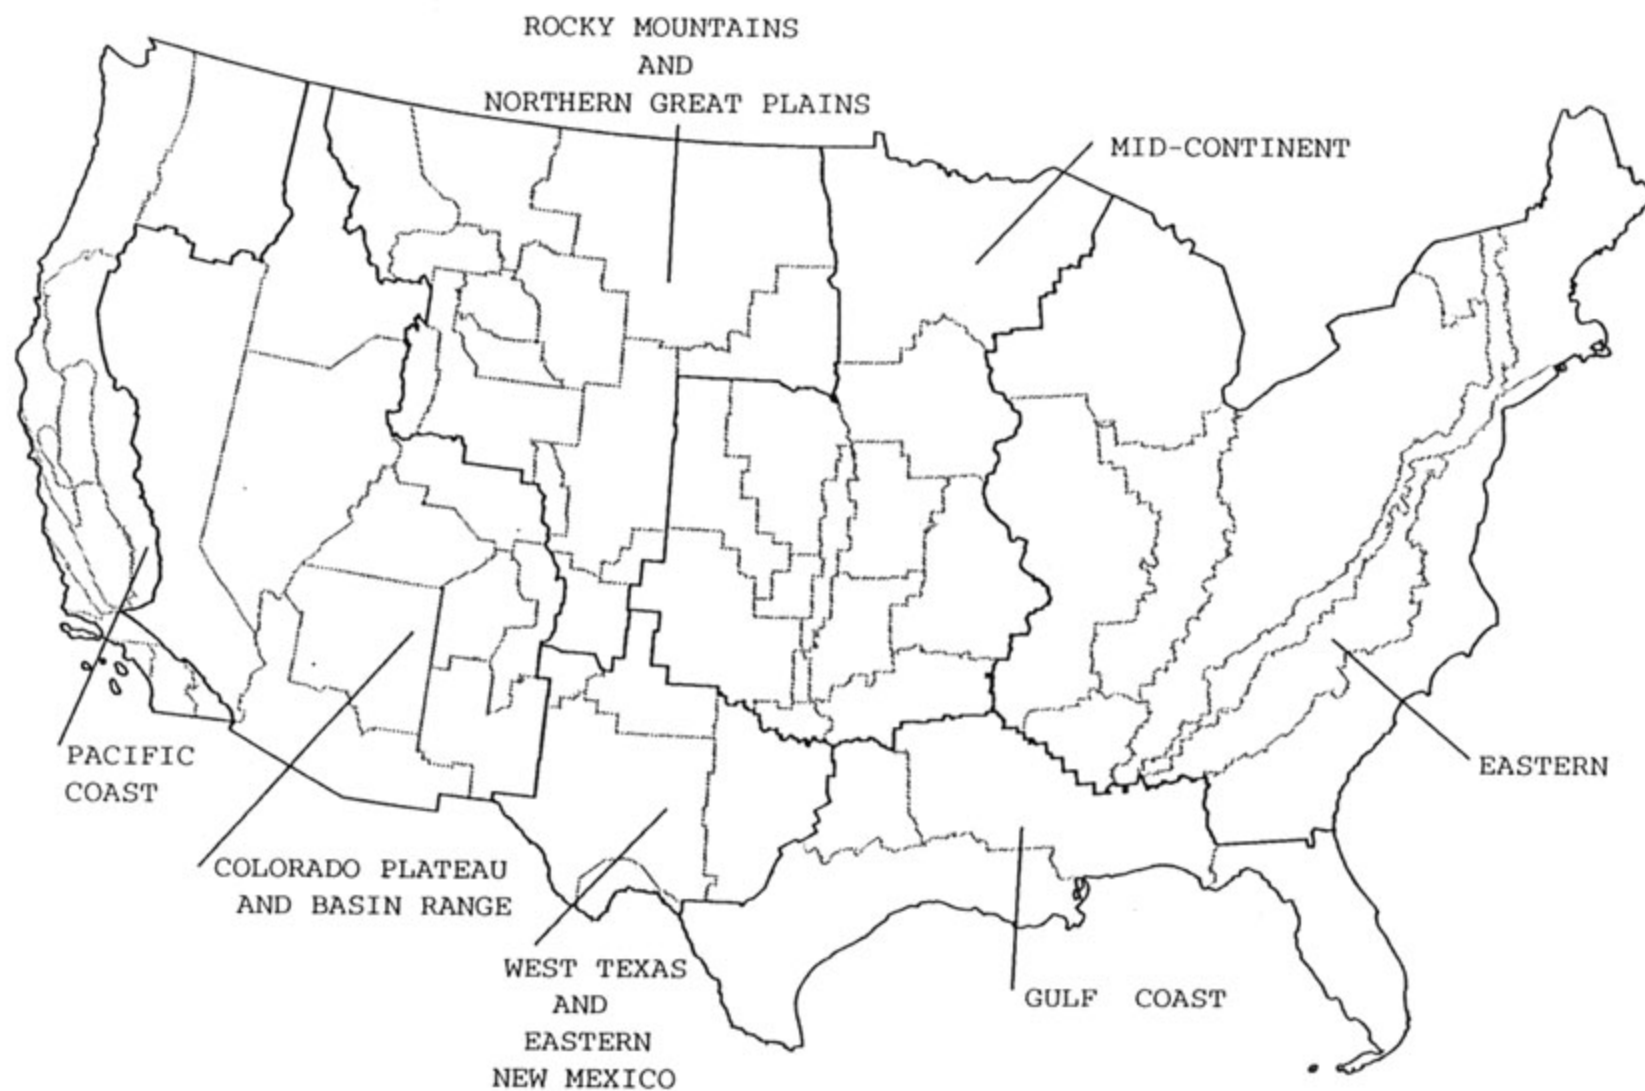 ROCKY MOUNTAINS
AND
NORTHERN GREAT PLAINS
MID-CONTINENT
PACIFIC
COAST
EASTERN
COLORADO PLATEAU
AND BASIN RANGE
WEST TEXAS
AND
EASTERN
NEW MEXICO
GULF COAST